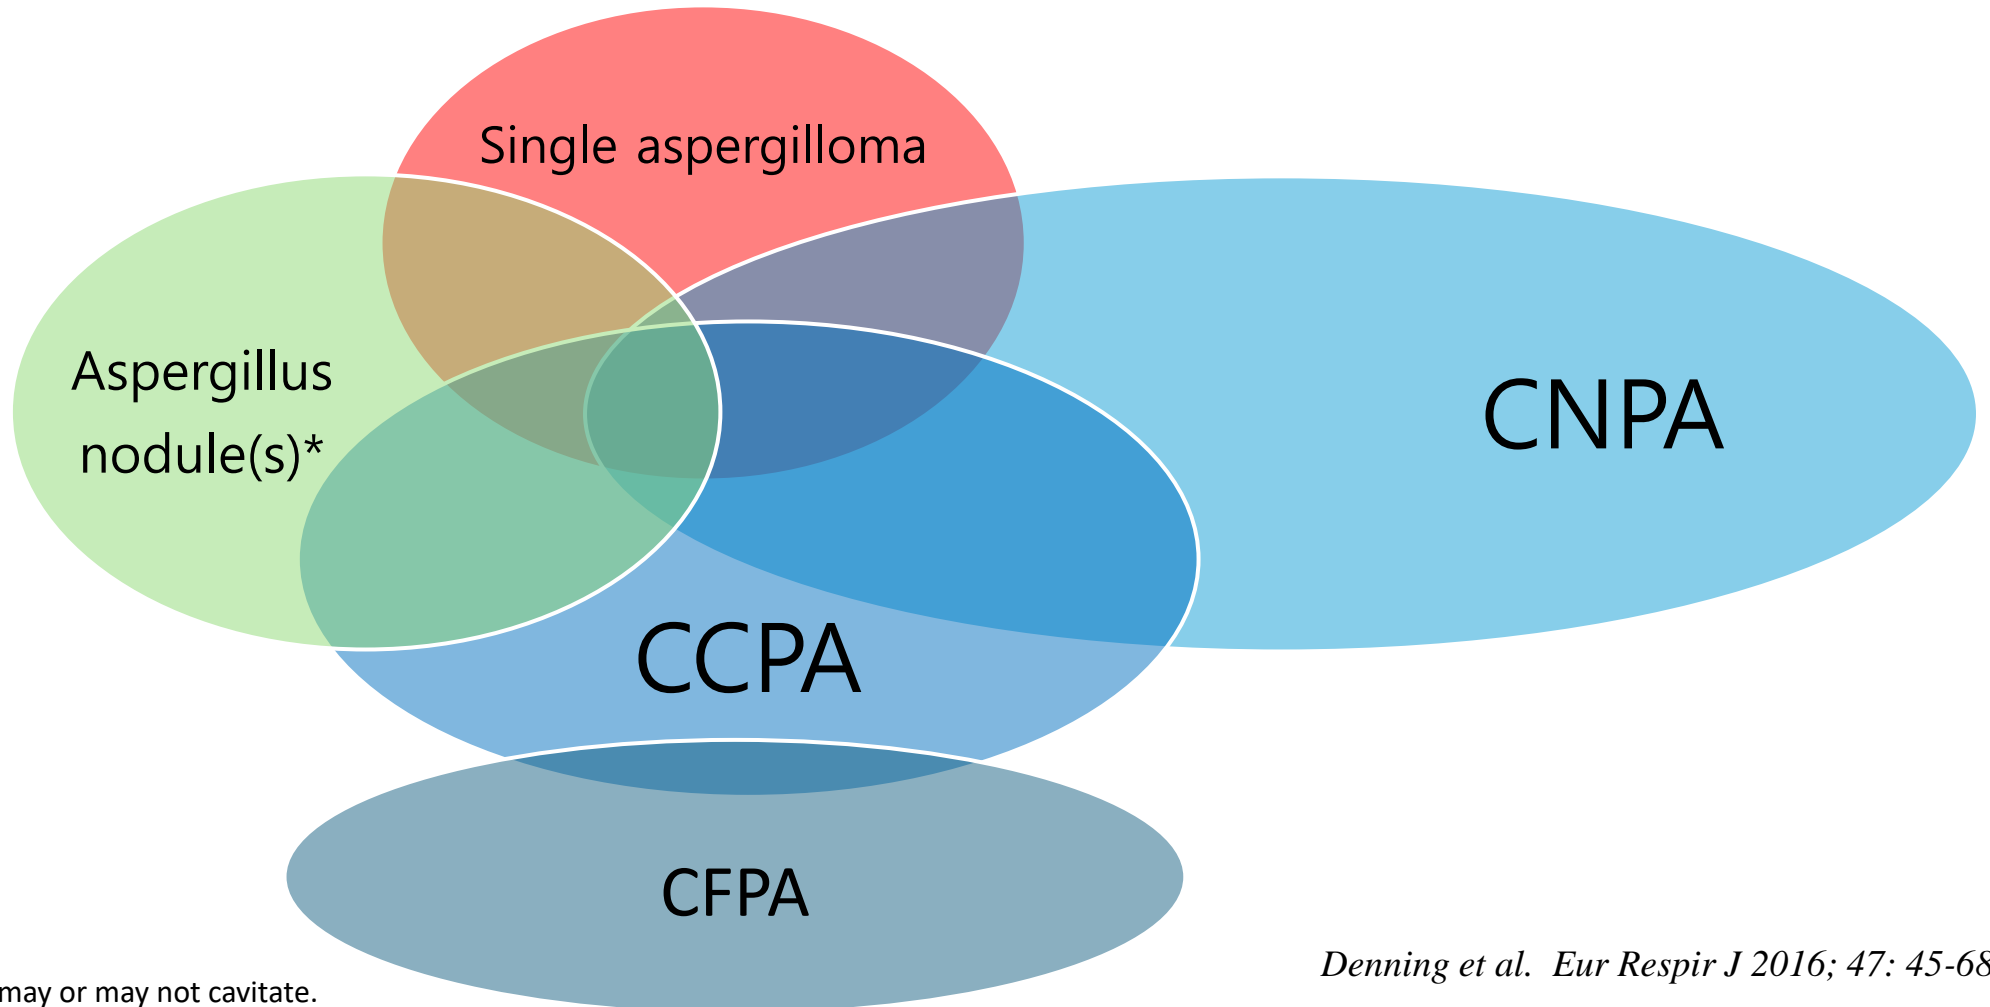 Single aspergilloma
Aspergillus
nodule(s)*
CNPA
CCPA
CFPA
Denning et al. Eur Respir J 2016; 47: 45-68
may or may not cavitate.